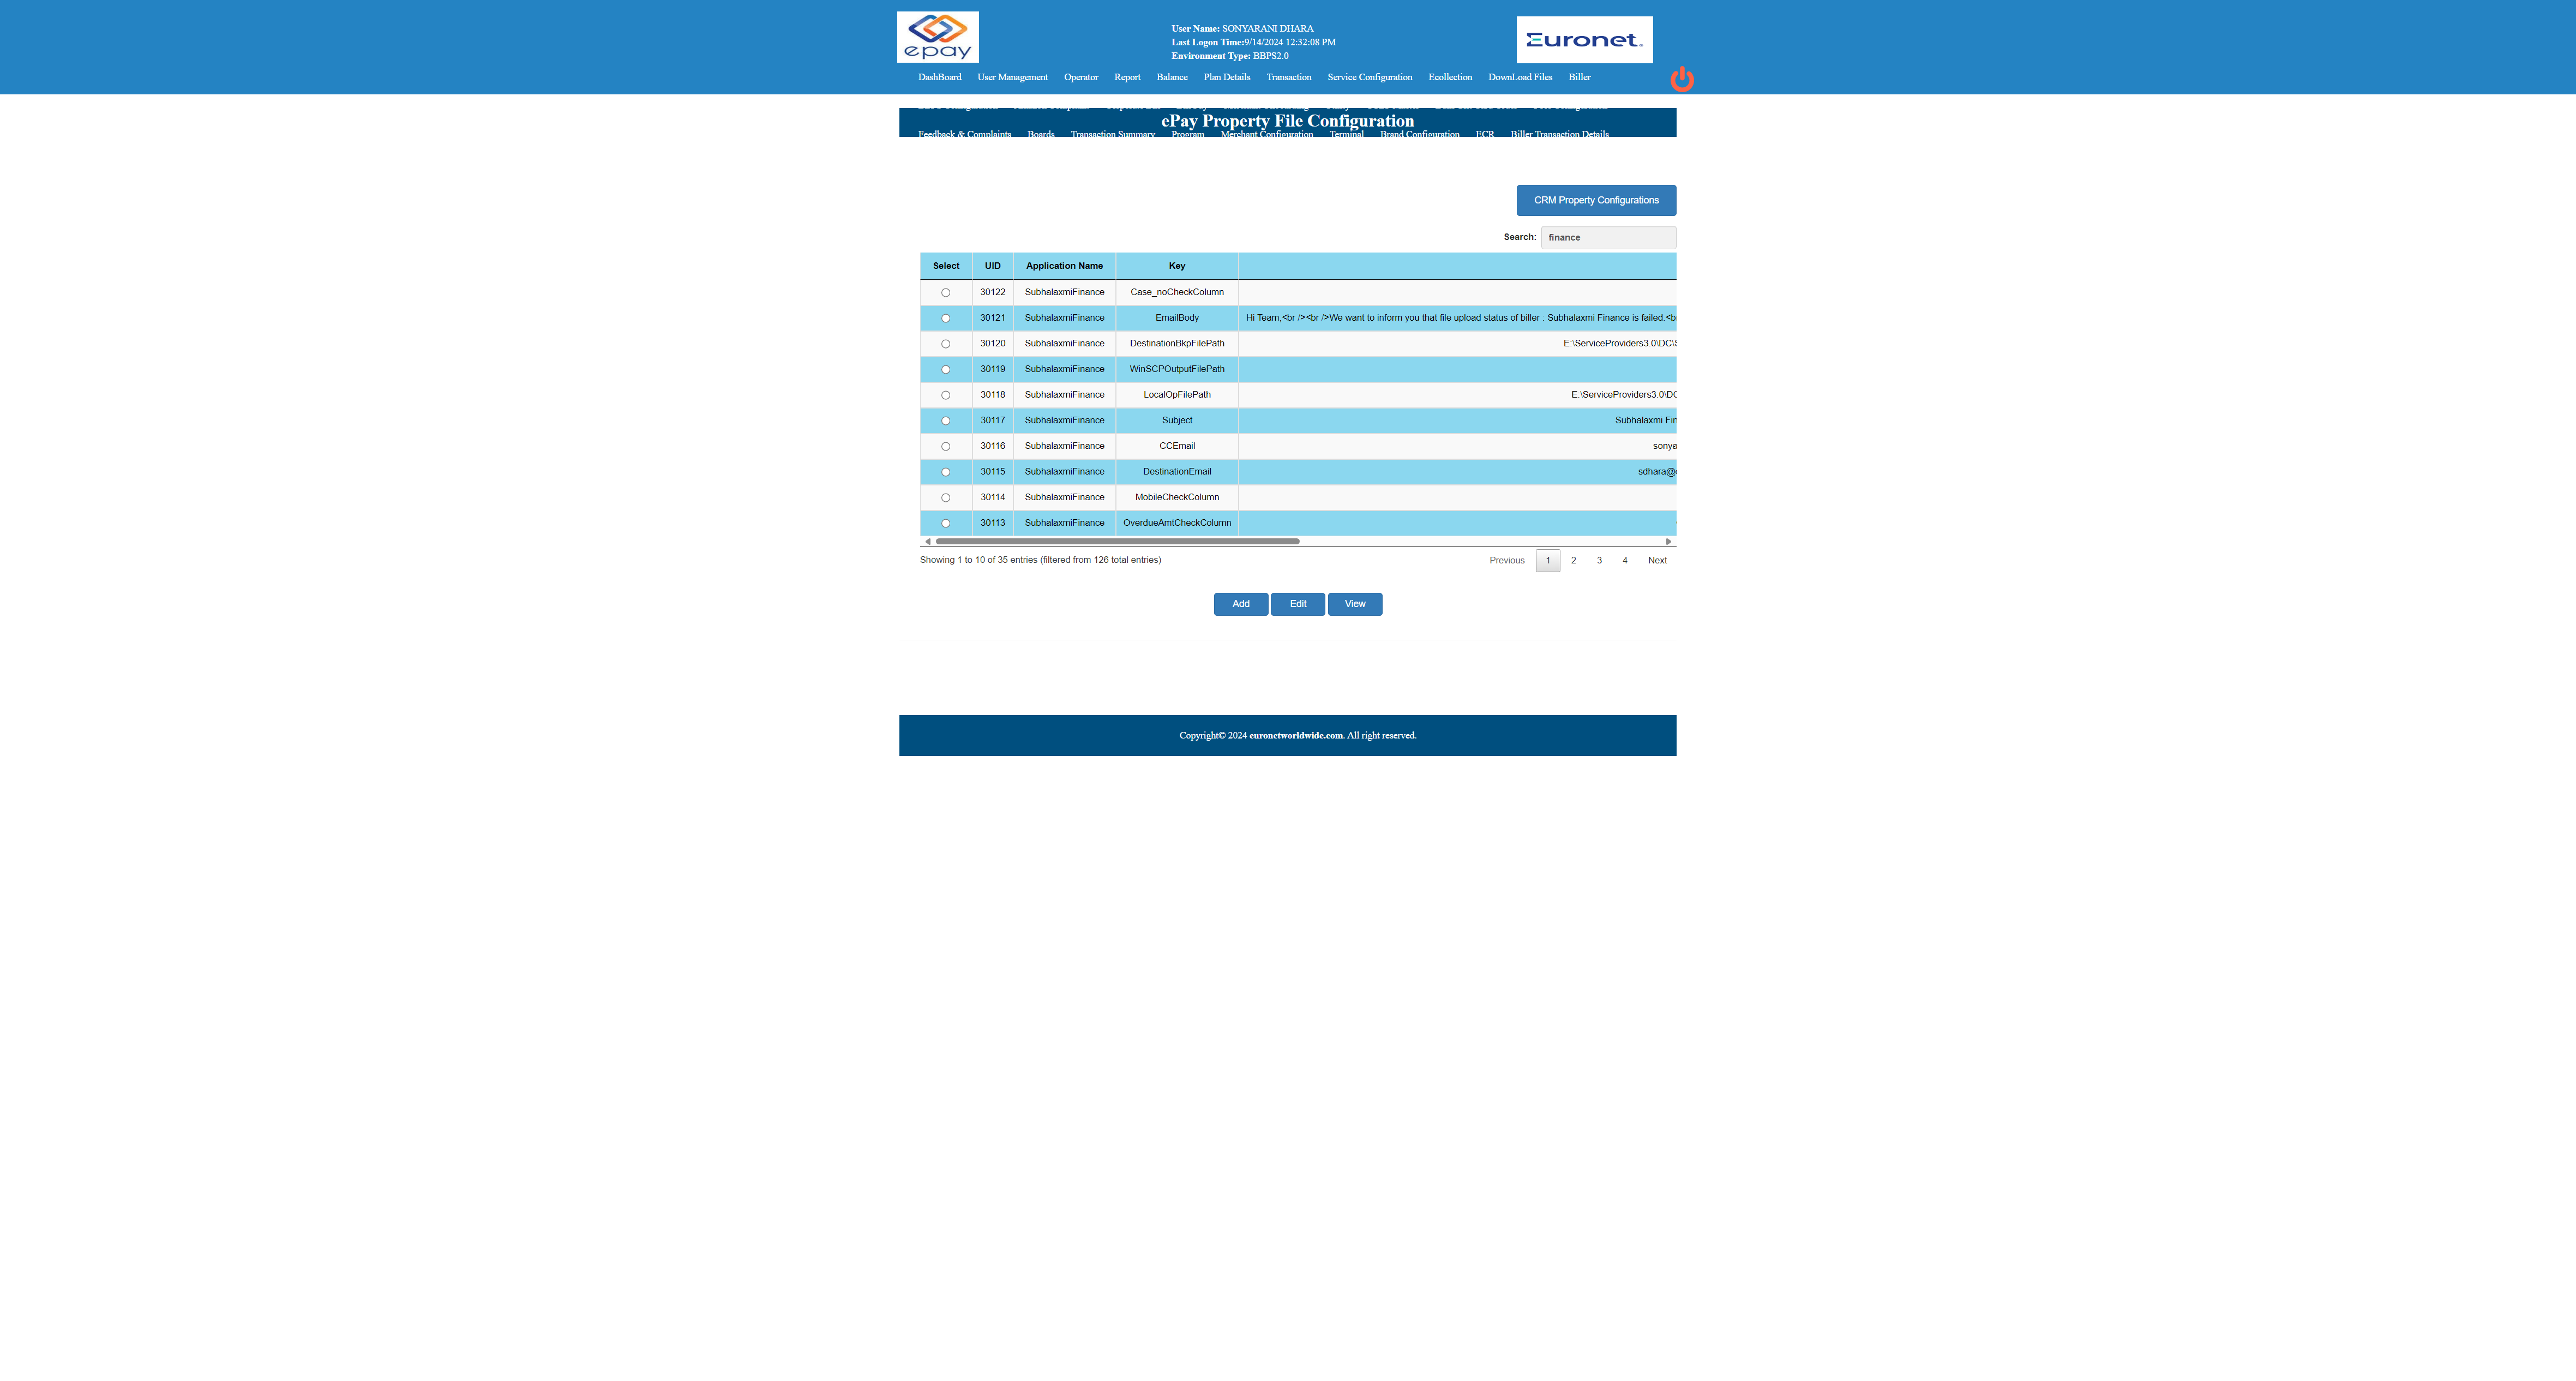 epay
User Name: SONYARANI DHARA
Last Logon Time:9/14/2024 12:32:08 PM
Environment Type: BBPS2.0
Euronet
DashBoard User Management Operator Report Balance Plan Details Transaction Service Configuration Ecollection DownLoad Files Biller
ePay Property File Configuration
Feedback & Complaints Boards Transaction Summary Program Merchant Configuration Terminal Brand Configuration ECR Biller Transaction Details
CRM Property Configurations
Search: finance
Select UID Application Name Key
30122 SubhalaxmiFinance Case_noCheckColumn
30121 SubhalaxmiFinance EmailBody Hi Team,<br /><br />We want to inform you that file upload status of biller : Subhalaxmi Finance is failed.<b
30120 SubhalaxmiFinance DestinationBkpFilePath E:\ServiceProviders3.0\DC\S
30119 SubhalaxmiFinance WinSCPOutputFilePath
30118 SubhalaxmiFinance LocalOpFilePath E:\ServiceProviders3.0\DC
30117 SubhalaxmiFinance Subject Subhalaxmi Fin
30116 SubhalaxmiFinance CCEmail sonya
30115 SubhalaxmiFinance DestinationEmail sdhara@
30114 SubhalaxmiFinance MobileCheckColumn
30113 SubhalaxmiFinance OverdueAmtCheckColumn
Showing 1 to 10 of 35 entries (filtered from 126 total entries)
Previous 1 2 3 4 Next
Add Edit View
Copyright© 2024 euronetworldwide.com. All right reserved.